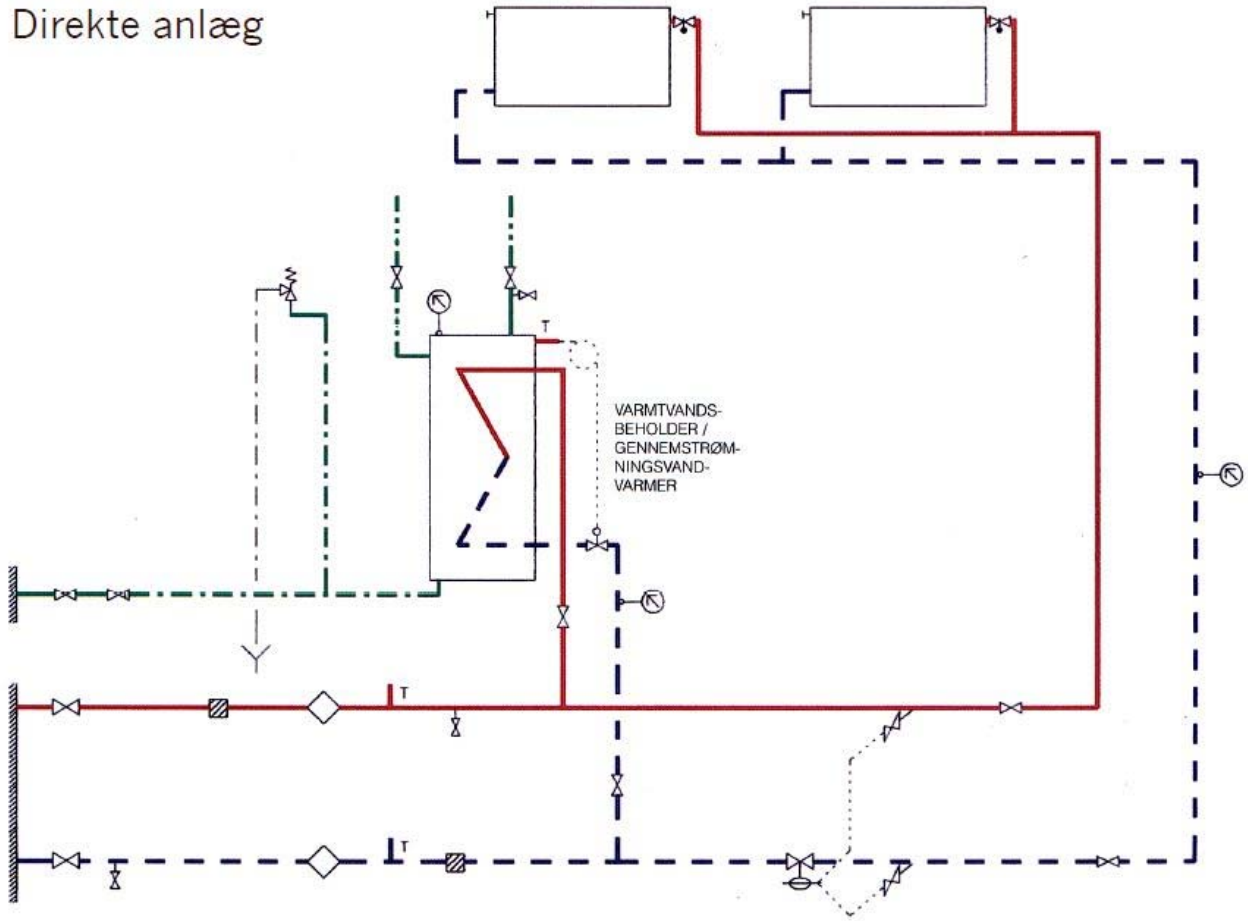 Direkte anlæg
T
VARMTVANDS-
BEHOLDER /
GENNEMSTRØM-
NINGSVAND-
VARMER
T
T